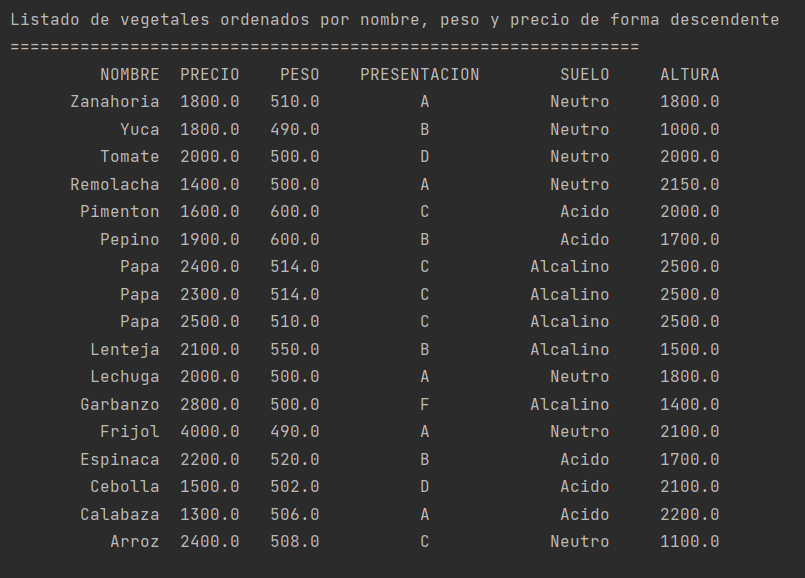 Listado de vegetales ordenados por nombre, peso y precio de forma descendente
===============================================================
NOMBRE PRECIO PESO PRESENTACION SUELO ALTURA
Zanahoria 1800.0 510.0 A Neutro 1800.0
Yuca 1800.0 490.0 B Neutro 1000.0
Tomate 2000.0 500.0 D Neutro 2000.0
Remolacha 1400.0 500.0 A Neutro 2150.0
Pimenton 1600.0 600.0 C Acido 2000.0
Pepino 1900.0 600.0 B Acido 1700.0
Papa 2400.0 514.0 C Alcalino 2500.0
Papa 2300.0 514.0 C Alcalino 2500.0
Papa 2500.0 510.0 C Alcalino 2500.0
Lenteja 2100.0 550.0 B Alcalino 1500.0
Lechuga 2000.0 500.0 A Neutro 1800.0
Garbanzo 2800.0 500.0 F Alcalino 1400.0
Frijol 4000.0 490.0 A Neutro 2100.0
Espinaca 2200.0 520.0 B Acido 1700.0
Cebolla 1500.0 502.0 D Acido 2100.0
Calabaza 1300.0 506.0 A Acido 2200.0
Arroz 2400.0 508.0 C Neutro 1100.0